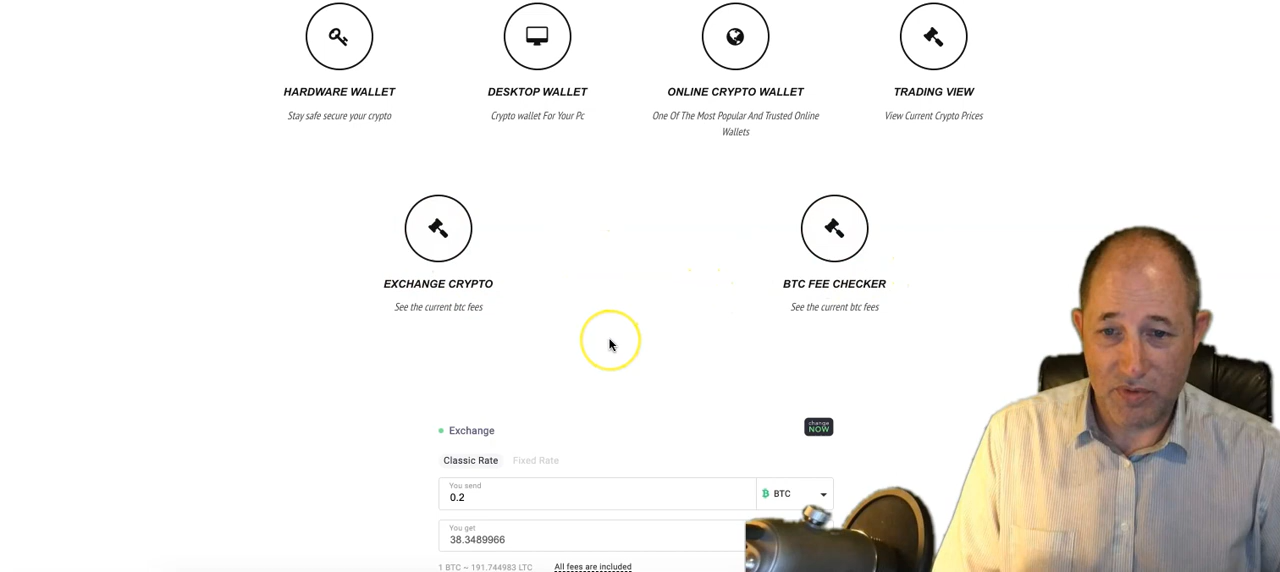 HARDWARE WALLET
Stay safe secure your crypto
DESKTOP WALLET
Crypto wallet For Your Pc
ONLINE CRYPTO WALLET
One Of The Most Popular And Trusted Online
Wallets
TRADING VIEW
View Current Crypto Prices
EXCHANGE CRYPTO
See the current btc fees
BTC FEE CHECKER
See the current btc fees
Exchange
change
NOW
Classic Rate
Fixed Rate
You send
0.2
BTC
You get
38.3489966
1 BTC ~ 191.744983 LTC
All fees are included